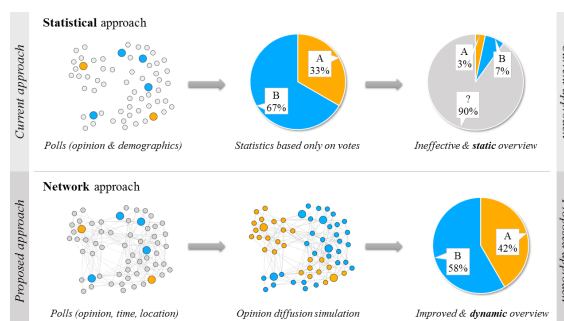 Statistical approach
Current approach
A
33%
B
67%
A
3%
B
7%
?
90%
Polls (opinion & demographics)
Statistics based only on votes
Ineffective & static overview
Network approach
Proposed approach
A
42%
B
58%
Polls (opinion, time, location)
Opinion diffusion simulation
Improved & dynamic overview